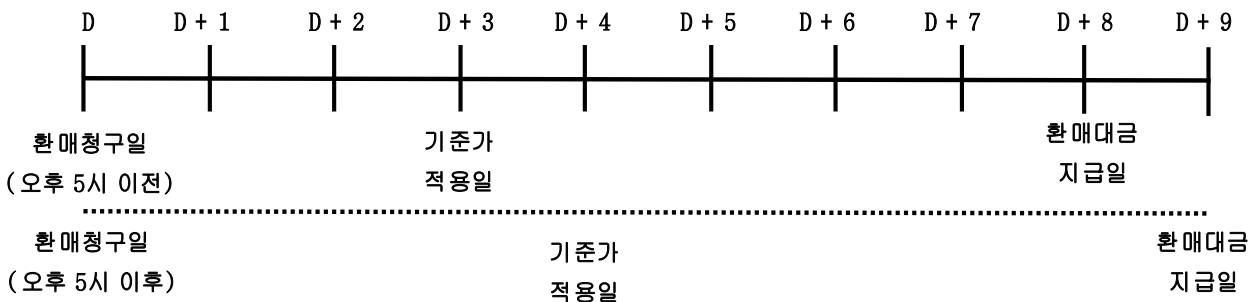 D D + 1 D + 2 D + 3 D + 4 D + 5 D + 6 D + 7 D + 8 D + 9
환매청구일 기준가 환매대금
(오후 5시 이전) 적용일 지급일
환매청구일 기준가 환매대금
(오후 5시 이후) 적용일 지급일